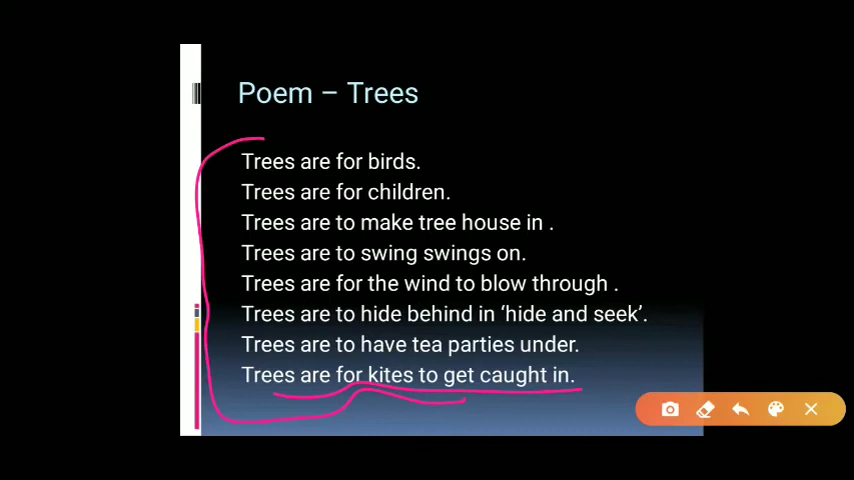 Poem – Trees
Trees are for birds.
Trees are for children.
Trees are to make tree house in .
Trees are to swing swings on.
Trees are for the wind to blow through .
Trees are to hide behind in ‘hide and seek’.
Trees are to have tea parties under.
Trees are for kites to get caught in.